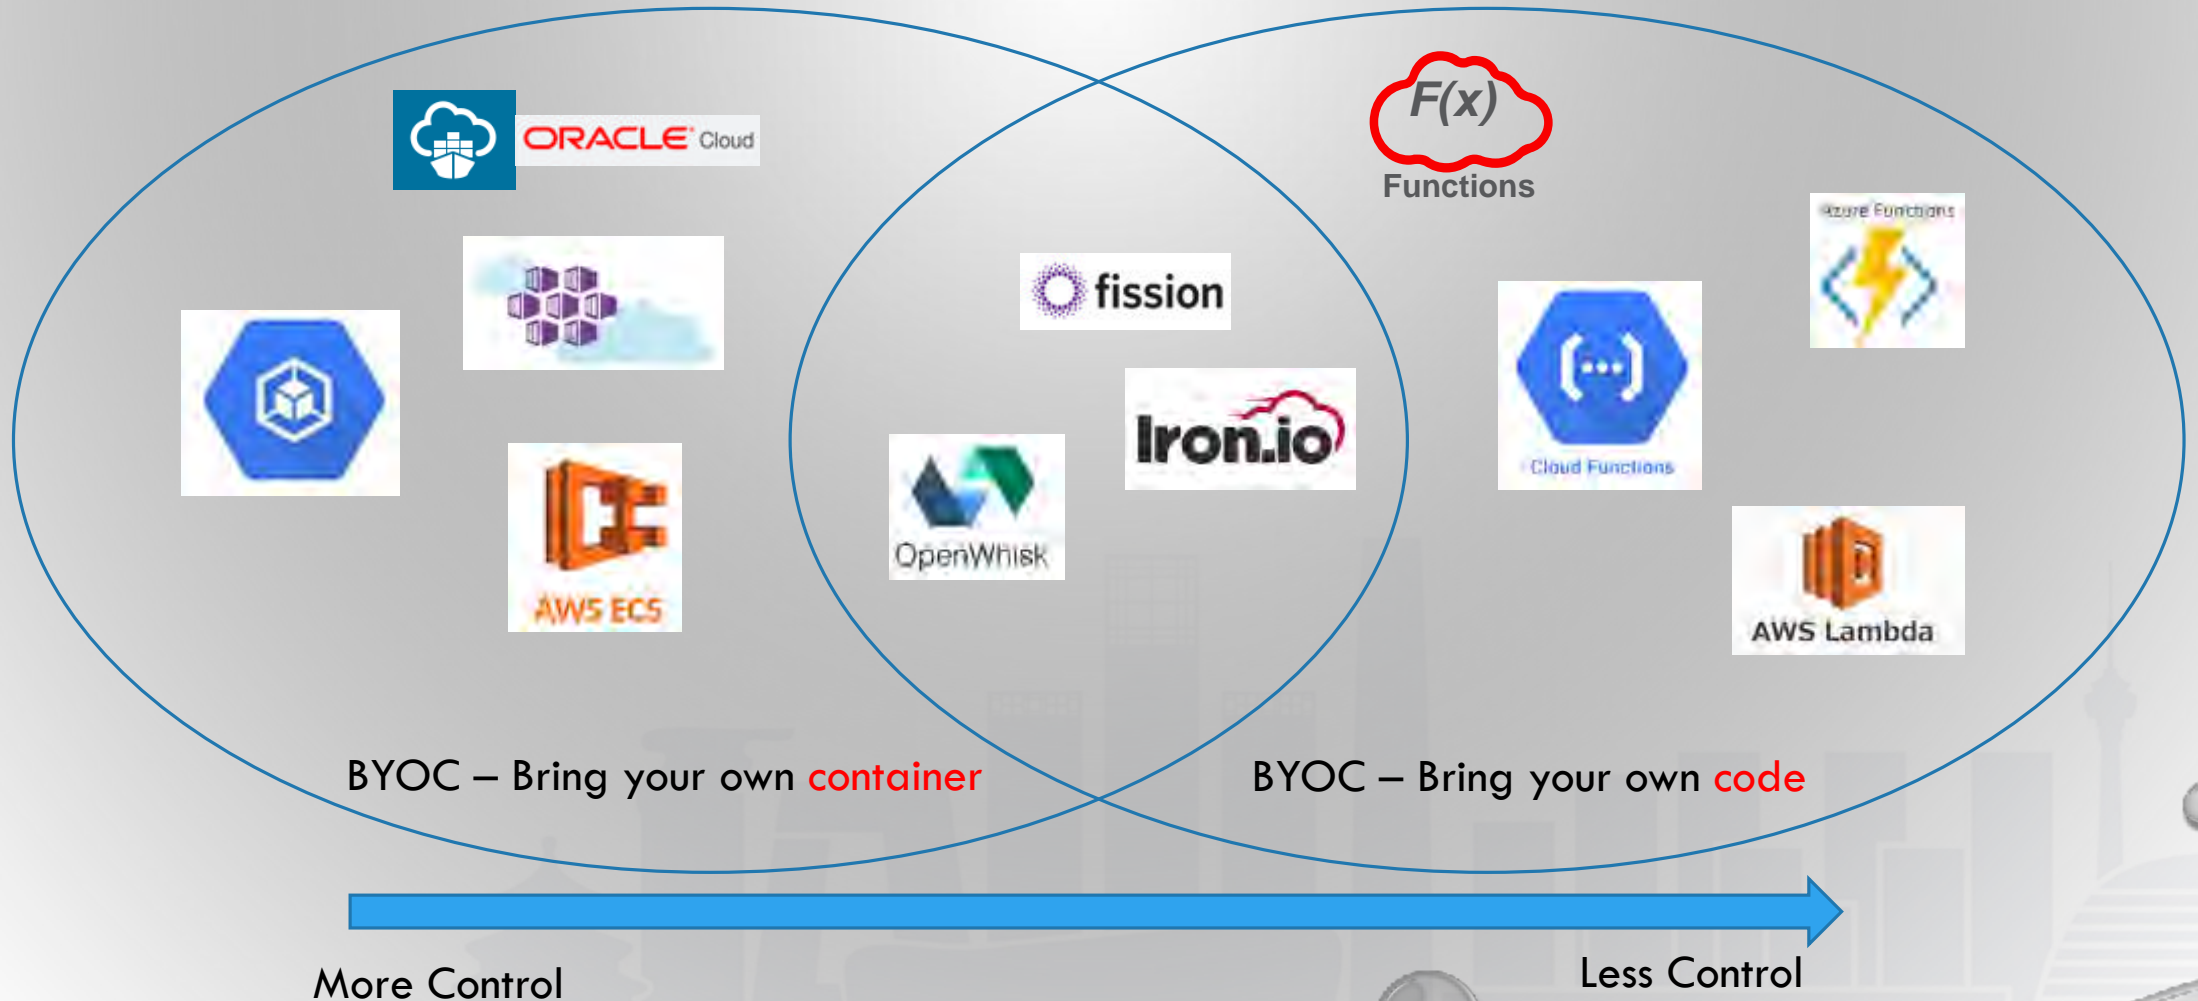 ORACLE Cloud
F(x)
Functions
Azure Functions
fission
Iron.io
Cloud Functions
OpenWhisk
AWS ECS
AWS Lambda
BYOC – Bring your own container
BYOC – Bring your own code
More Control
Less Control